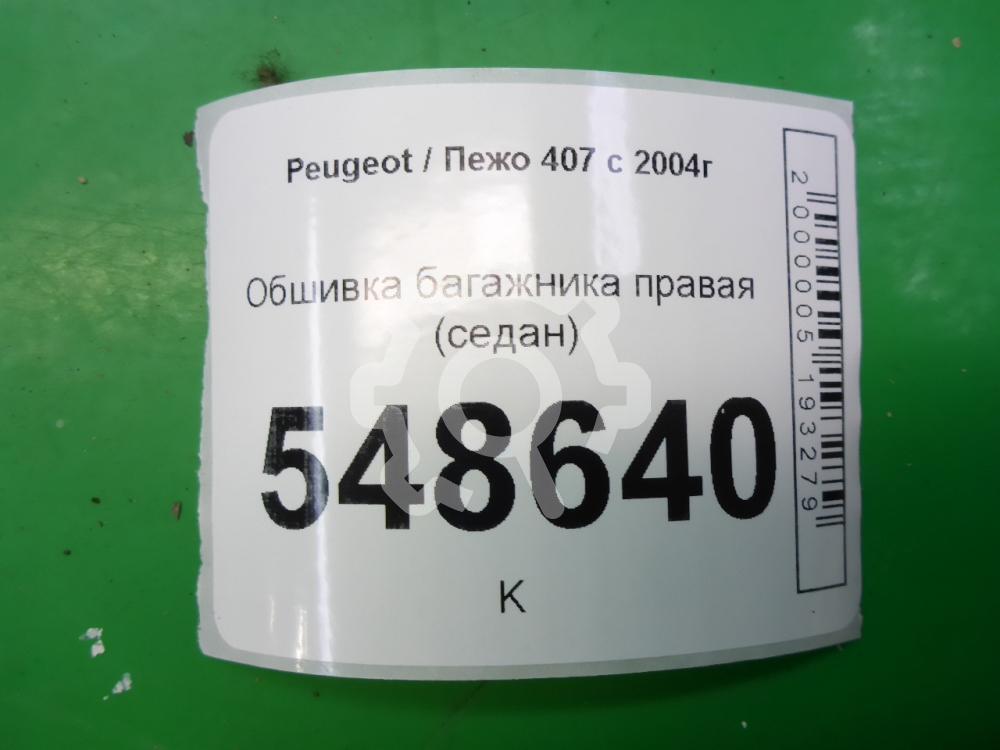 Peugeot / Пежо 407 с 2004г
Обшивка багажника правая
(седан)
548640
К
2000005193279